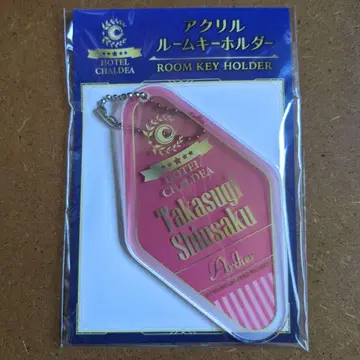 HOTEL
CHALDEA
アクリル
ルームキーホルダー
ROOM KEY HOLDER
HOTEL
CHALDEA
Takasugi
Shinsaku
Archer